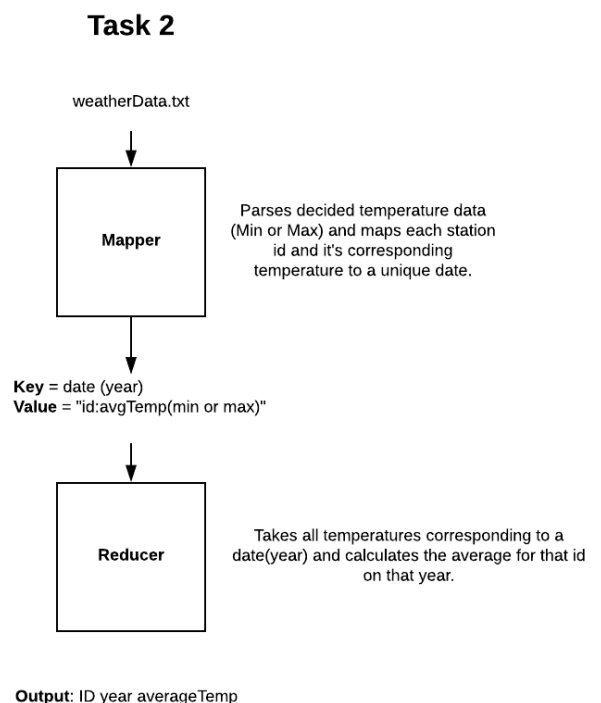 Task 2
weatherData.txt
Mapper
Parses decided temperature data
(Min or Max) and maps each station
id and it's corresponding
temperature to a unique date.
Key = date (year)
Value = "id:avgTemp(min or max)"
Reducer
Takes all temperatures corresponding to a
date(year) and calculates the average for that id
on that year.
Output: ID year averageTemp